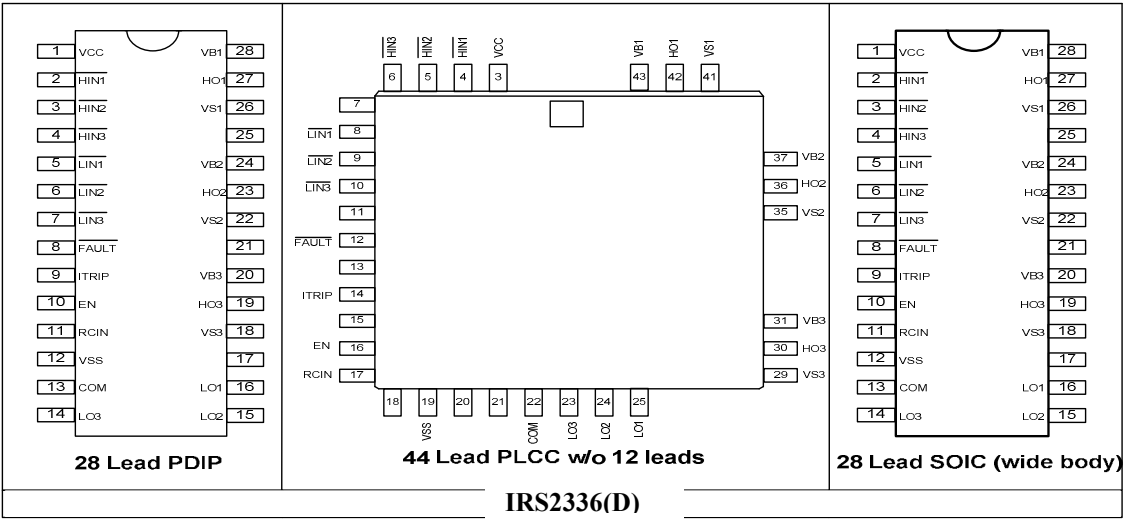 1 VCC VB1 28
2 HIN1 HO1 27
3 HIN2 VS1 26
4 HIN3 25
5 LIN1 VB2 24
6 LIN2 HO2 23
7 LIN3 VS2 22
8 FAULT 21
9 ITRIP VB3 20
10 EN HO3 19
11 RCIN VS3 18
12 VSS 17
13 COM LO1 16
14 LO3 LO2 15
28 Lead PDIP
HIN3 HIN2 HIN1 VCC VB1 HO1 VS1
6 5 4 3 43 42 41
7
LIN1 8
LIN2 9 37 VB2
LIN3 10 36 HO2
11 35 VS2
FAULT 12
13
ITRIP 14
15 31 VB3
EN 16 30 HO3
RCIN 17 29 VS3
18 19 20 21 22 23 24 25
VSS COM LO3 LO2 LO1
44 Lead PLCC w/o 12 leads
1 VCC VB1 28
2 HIN1 HO1 27
3 HIN2 VS1 26
4 HIN3 25
5 LIN1 VB2 24
6 LIN2 HO2 23
7 LIN3 VS2 22
8 FAULT 21
9 ITRIP VB3 20
10 EN HO3 19
11 RCIN VS3 18
12 VSS 17
13 COM LO1 16
14 LO3 LO2 15
28 Lead SOIC (wide body)
IRS2336(D)